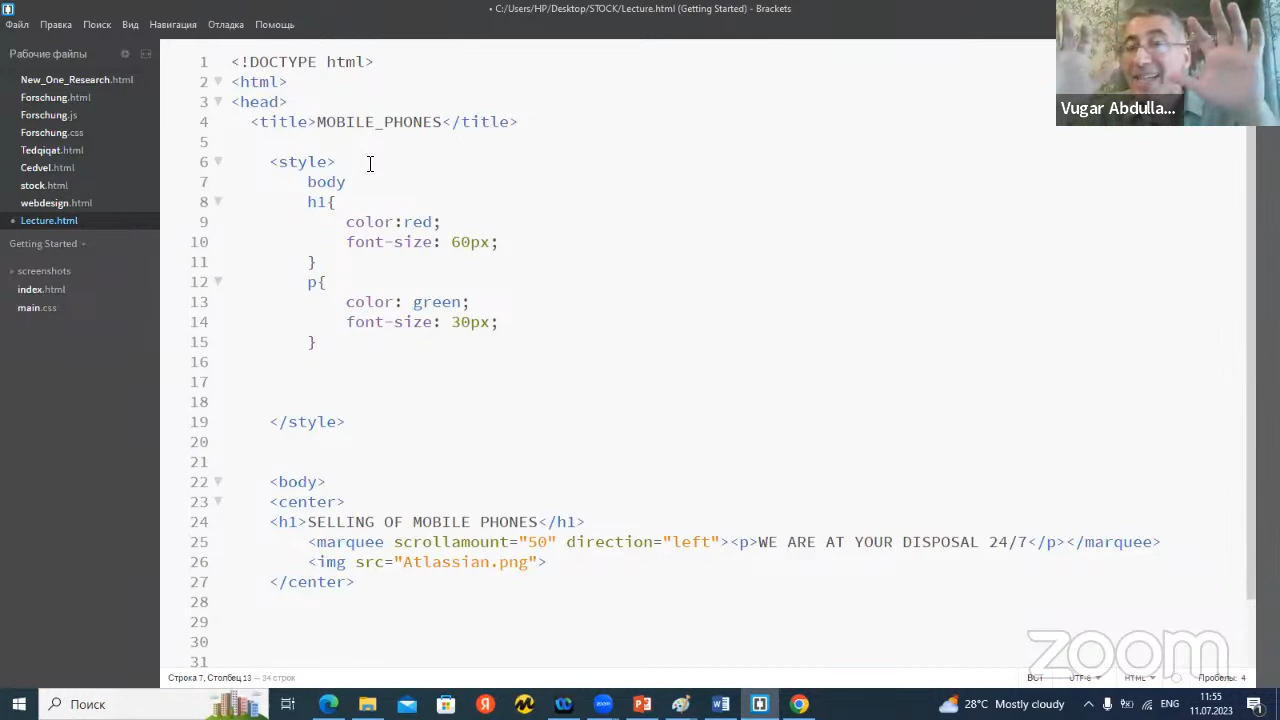 • C:/Users/HP/Desktop/STOCK/Lecture.html (Getting Started) - Brackets
Файл Правка Поиск Вид Навигация Отладка Помощь
Рабочие файлы
New_One_Research.html
Forschung.html
Forschung.js
Forschung.css
Tedqiqat.html
Cedvel.html
stock.html
webdesign.html
• Lecture.html
Getting Started
screenshots
index.html
main.css
1 <!DOCTYPE html>
2 <html>
3 <head>
4 <title>MOBILE_PHONES</title>
5
6 <style>
7 body
8 h1{
9 color:red;
10 font-size: 60px;
11 }
12 p{
13 color: green;
14 font-size: 30px;
15 }
16
17
18
19 </style>
20
21
22 <body>
23 <center>
24 <h1>SELLING OF MOBILE PHONES</h1>
25 <marquee scrollamount="50" direction="left"><p>WE ARE AT YOUR DISPOSAL 24/7</p></marquee>
26 <img src="Atlassian.png">
27 </center>
28
29
30
31
Vugar Abdulla...
zoom
Строка 7, Столбец 13 — 34 строк
ВСТ UTF-8 HTML Пробелы: 4
Поиск
28°C Mostly cloudy
ENG
11:55
11.07.2023